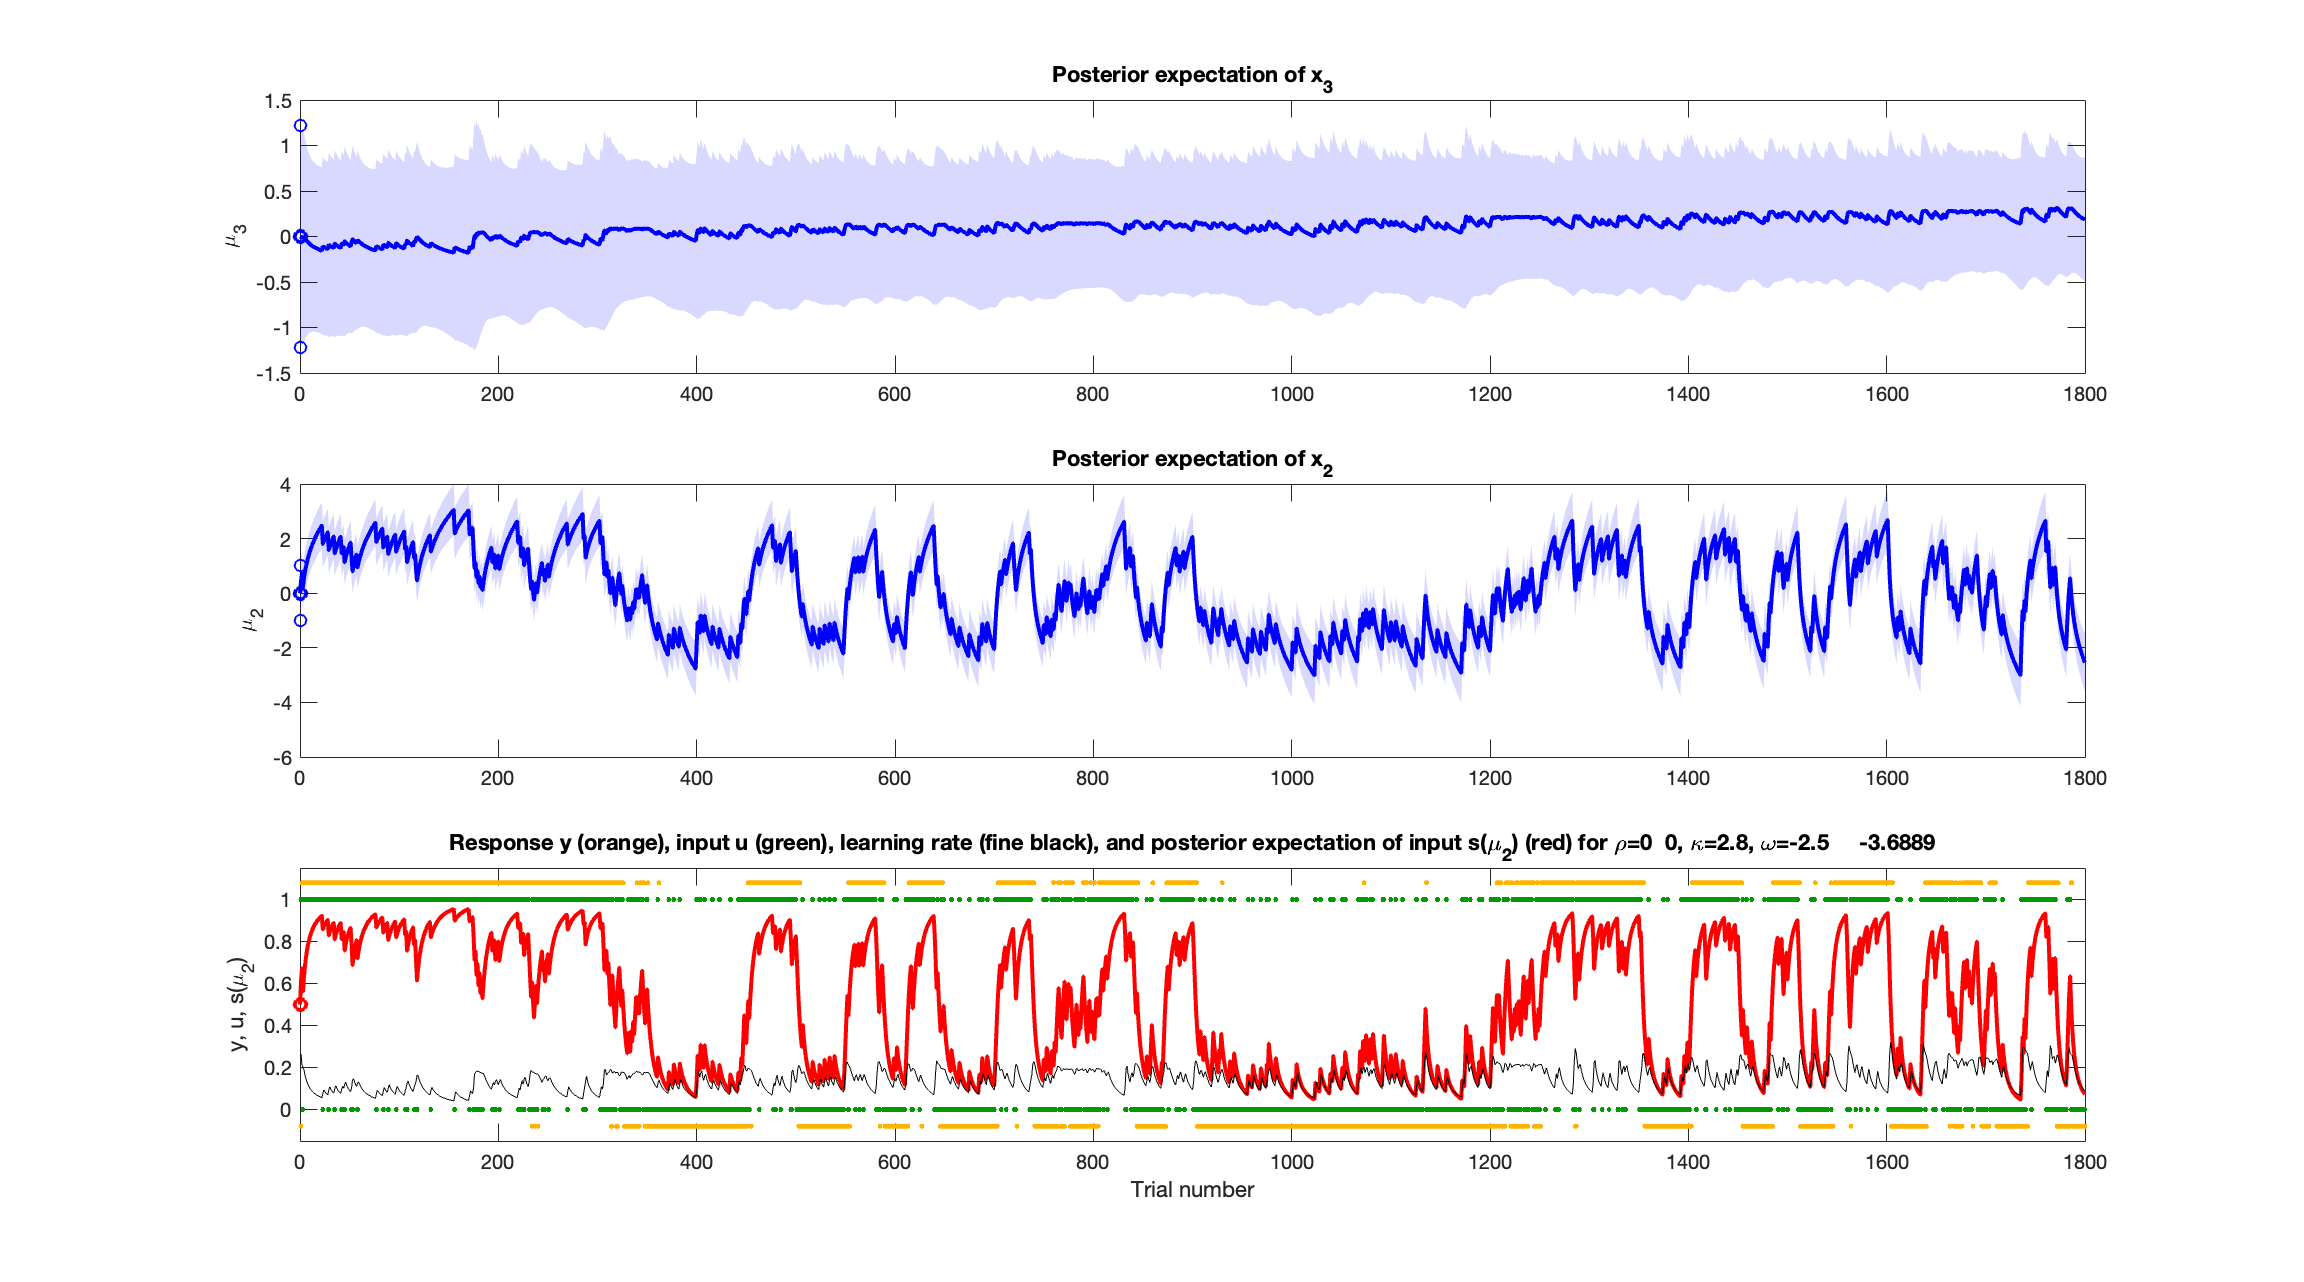 Posterior expectation of x3
1.5
1
0.5
0
-0.5
-1
-1.5
μ3
0 200 400 600 800 1000 1200 1400 1600 1800
Posterior expectation of x2
4
2
0
-2
-4
-6
μ2
0 200 400 600 800 1000 1200 1400 1600 1800
Response y (orange), input u (green), learning rate (fine black), and posterior expectation of input s(μ2) (red) for ρ=0 0, κ=2.8, ω=-2.5 -3.6889
1
0.8
0.6
0.4
0.2
0
y, u, s(μ2)
0 200 400 600 800 1000 1200 1400 1600 1800
Trial number